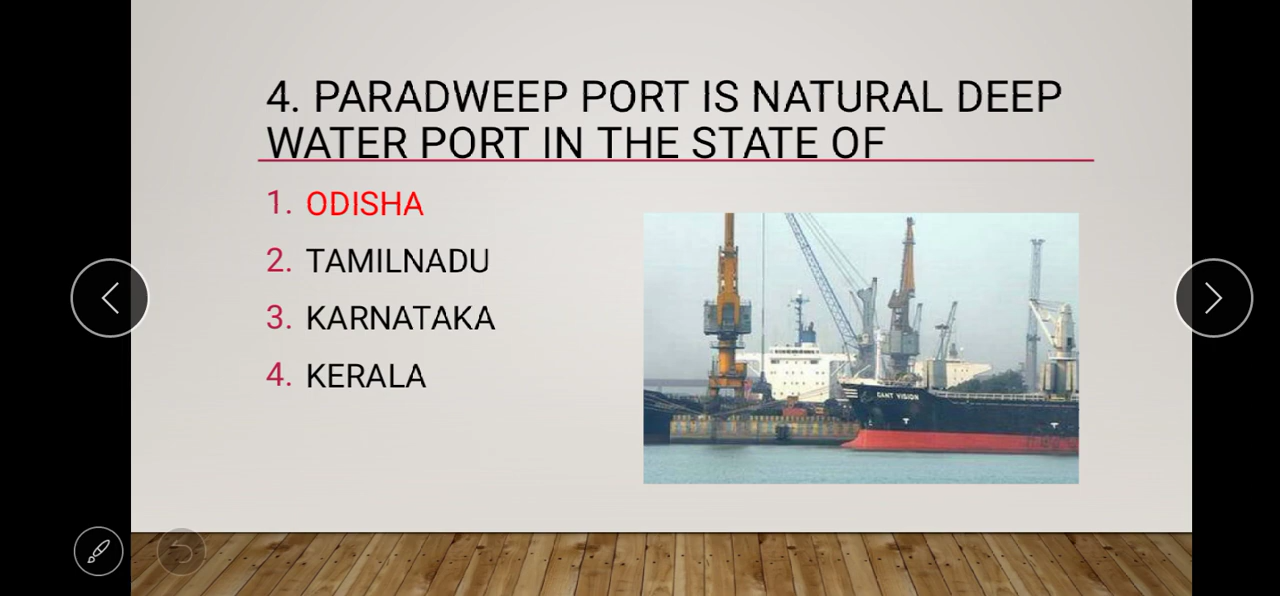 4. PARADWEEP PORT IS NATURAL DEEP
WATER PORT IN THE STATE OF
1. ODISHA
2. TAMILNADU
3. KARNATAKA
4. KERALA